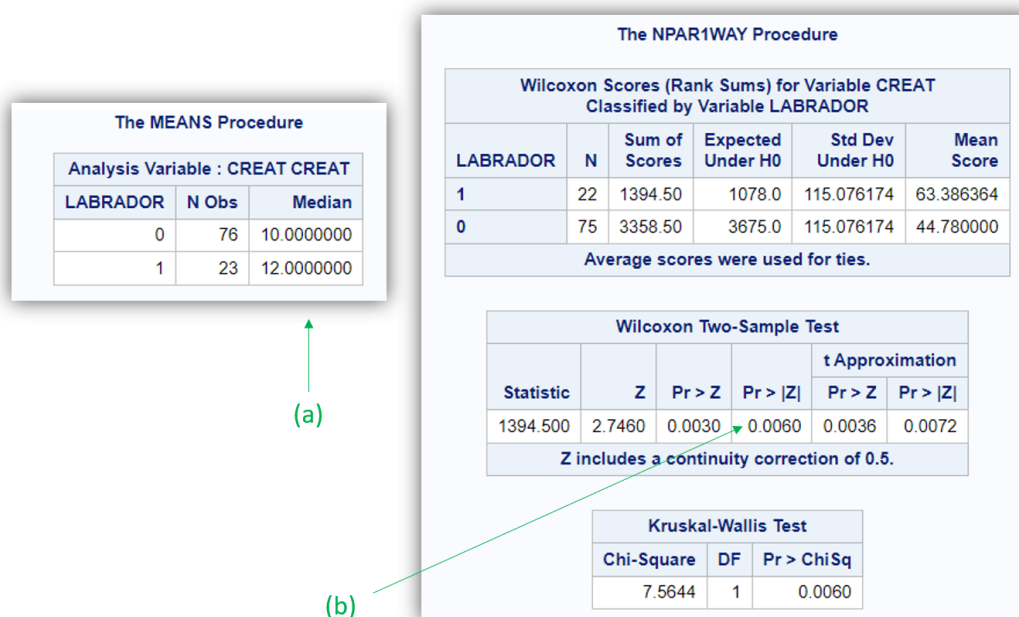 The MEANS Procedure
Analysis Variable : CREAT CREAT
LABRADOR N Obs Median
0 76 10.0000000
1 23 12.0000000
(a)
The NPAR1WAY Procedure
Wilcoxon Scores (Rank Sums) for Variable CREAT
Classified by Variable LABRADOR
LABRADOR N Sum of Scores Expected Under H0 Std Dev Under H0 Mean Score
1 22 1394.50 1078.0 115.076174 63.386364
0 75 3358.50 3675.0 115.076174 44.780000
Average scores were used for ties.
Wilcoxon Two-Sample Test
t Approximation
Statistic Z Pr > Z Pr > |Z| Pr > Z Pr > |Z|
1394.500 2.7460 0.0030 0.0060 0.0036 0.0072
Z includes a continuity correction of 0.5.
Kruskal-Wallis Test
Chi-Square DF Pr > ChiSq
7.5644 1 0.0060
(b)